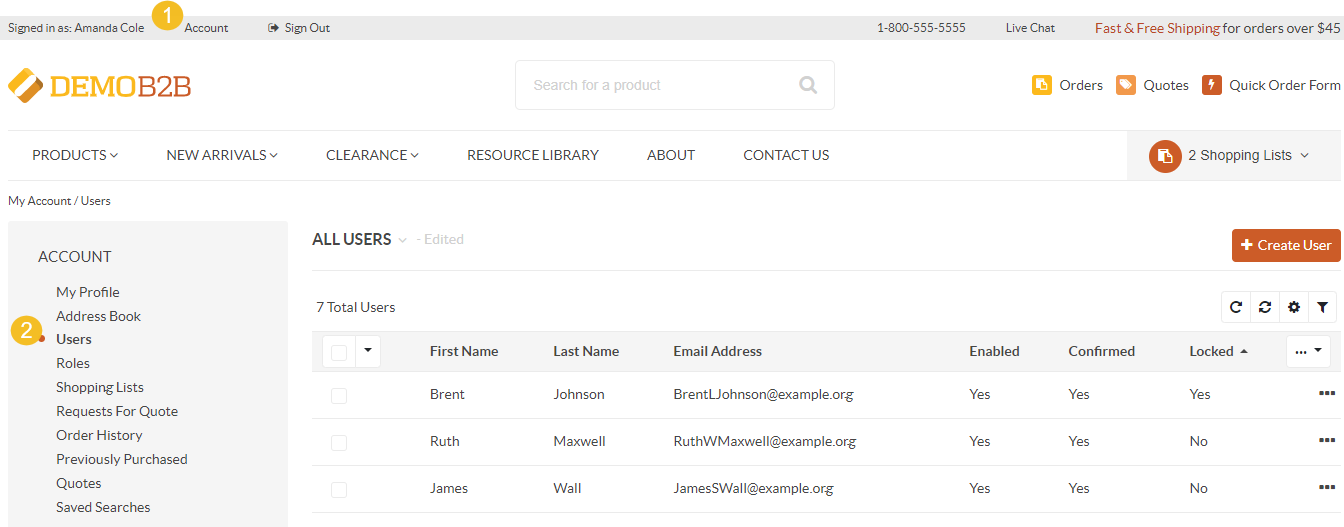 1
Signed in as: Amanda Cole Account Sign Out 1-800-555-5555 Live Chat Fast & Free Shipping for orders over $45
DEMOB2B Search for a product Orders Quotes Quick Order Form
PRODUCTS NEW ARRIVALS CLEARANCE RESOURCE LIBRARY ABOUT CONTACT US 2 Shopping Lists
My Account / Users
ACCOUNT
My Profile
Address Book
2 Users
Roles
Shopping Lists
Requests For Quote
Order History
Previously Purchased
Quotes
Saved Searches
ALL USERS - Edited + Create User
7 Total Users
First Name Last Name Email Address Enabled Confirmed Locked ...
Brent Johnson BrentLJohnson@example.org Yes Yes Yes ...
Ruth Maxwell RuthWMaxwell@example.org Yes Yes No ...
James Wall JamesSWall@example.org Yes Yes No ...